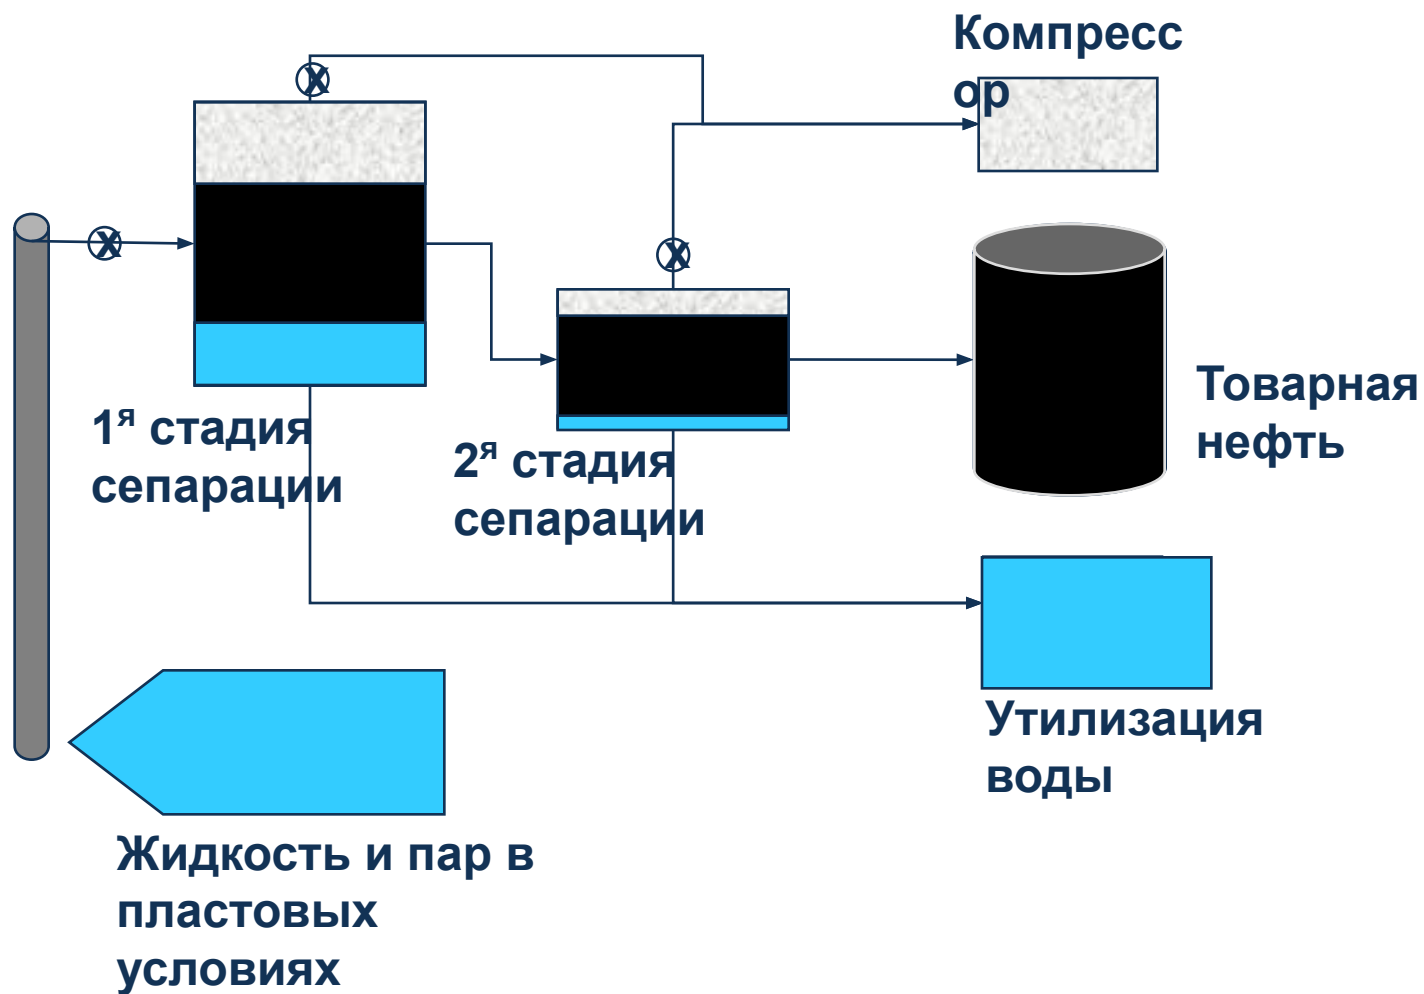 Компресс
ор
X
X
X
Товарная
нефть
1я стадия
сепарации
2я стадия
сепарации
Утилизация
воды
Жидкость и пар в
пластовых
условиях